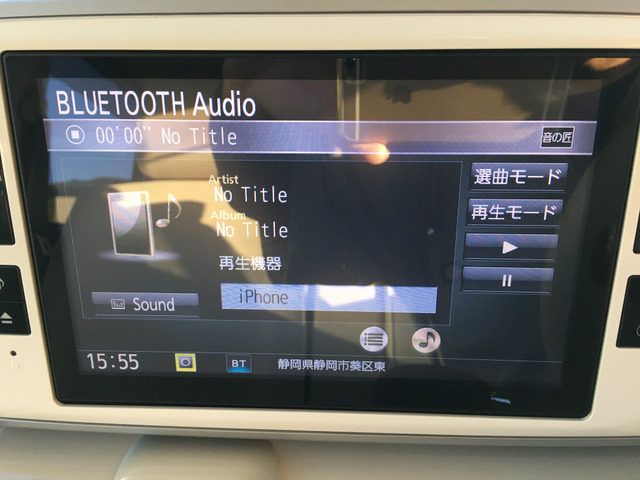 BLUETOOTH Audio
00'00" No Title
音の匠
Artist
No Title
Album
No Title
再生機器
iPhone
Sound
選曲モード
再生モード
15:55
BT
静岡県静岡市葵区東